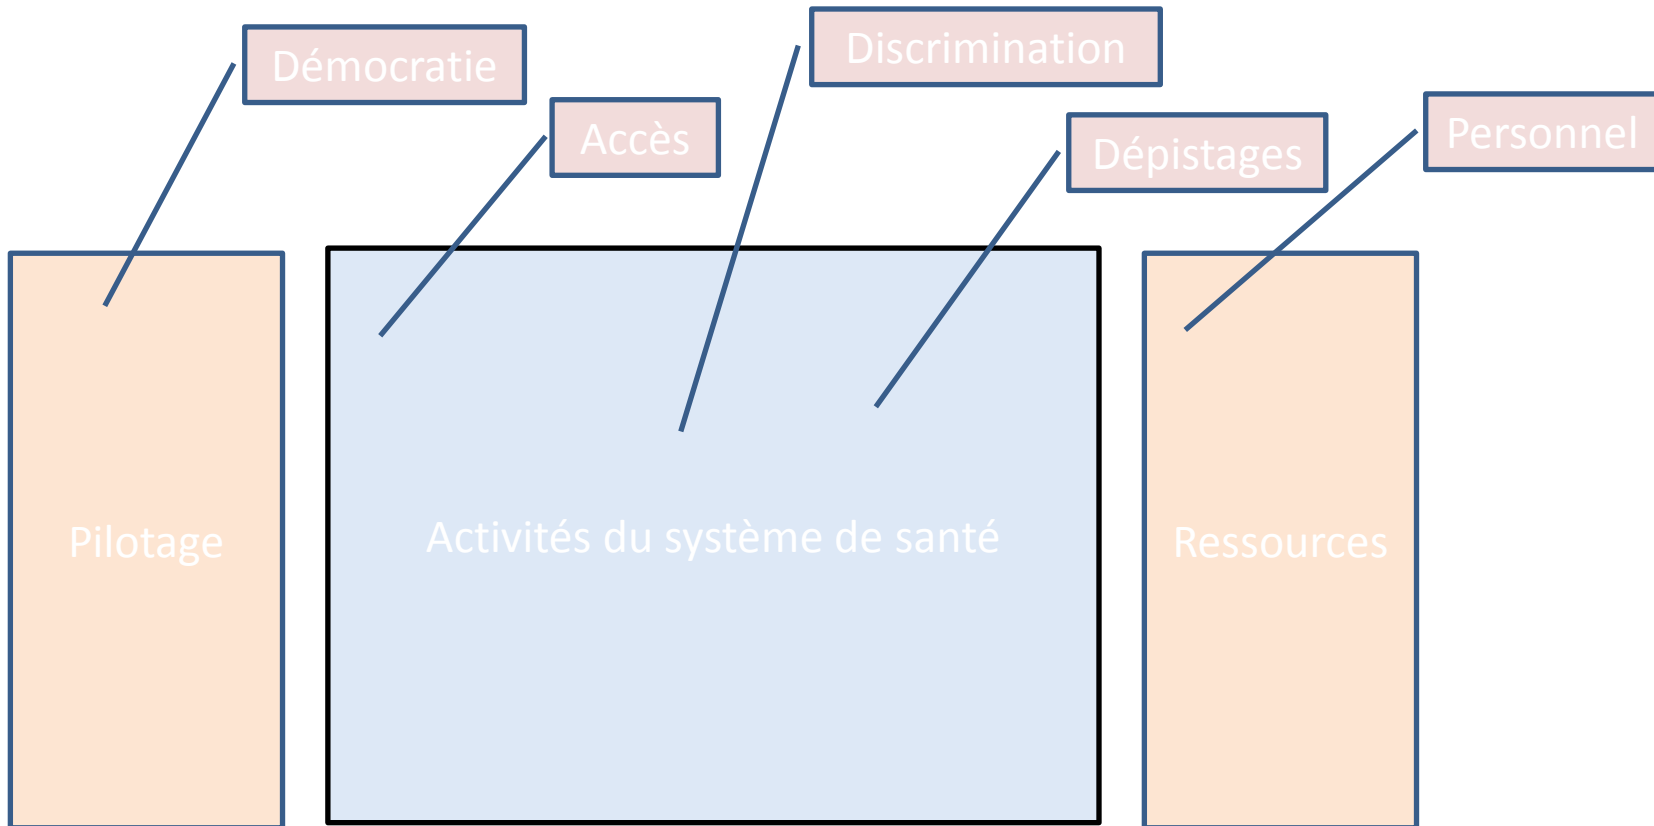 Démocratie
Discrimination
Accès
Dépistages
Personnel
Pilotage
Activités du système de santé
Ressources